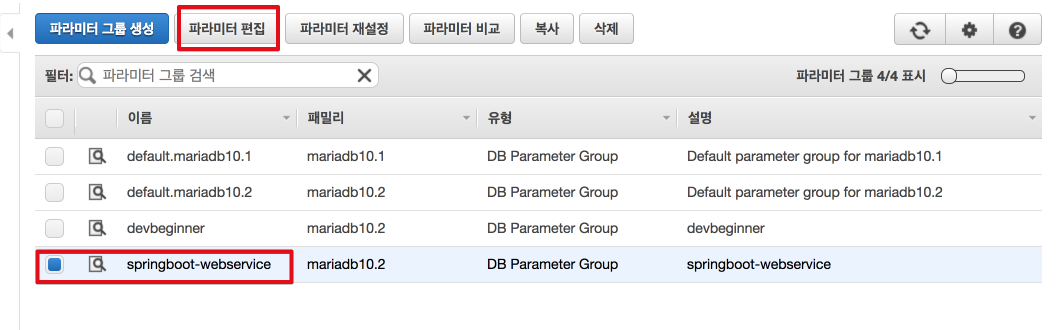 파라미터 그룹 생성 파라미터 편집 파라미터 재설정 파라미터 비교 복사 삭제
필터: 파라미터 그룹 검색 파라미터 그룹 4/4 표시
이름 패밀리 유형 설명
default.mariadb10.1 mariadb10.1 DB Parameter Group Default parameter group for mariadb10.1
default.mariadb10.2 mariadb10.2 DB Parameter Group Default parameter group for mariadb10.2
devbeginner mariadb10.2 DB Parameter Group devbeginner
springboot-webservice mariadb10.2 DB Parameter Group springboot-webservice